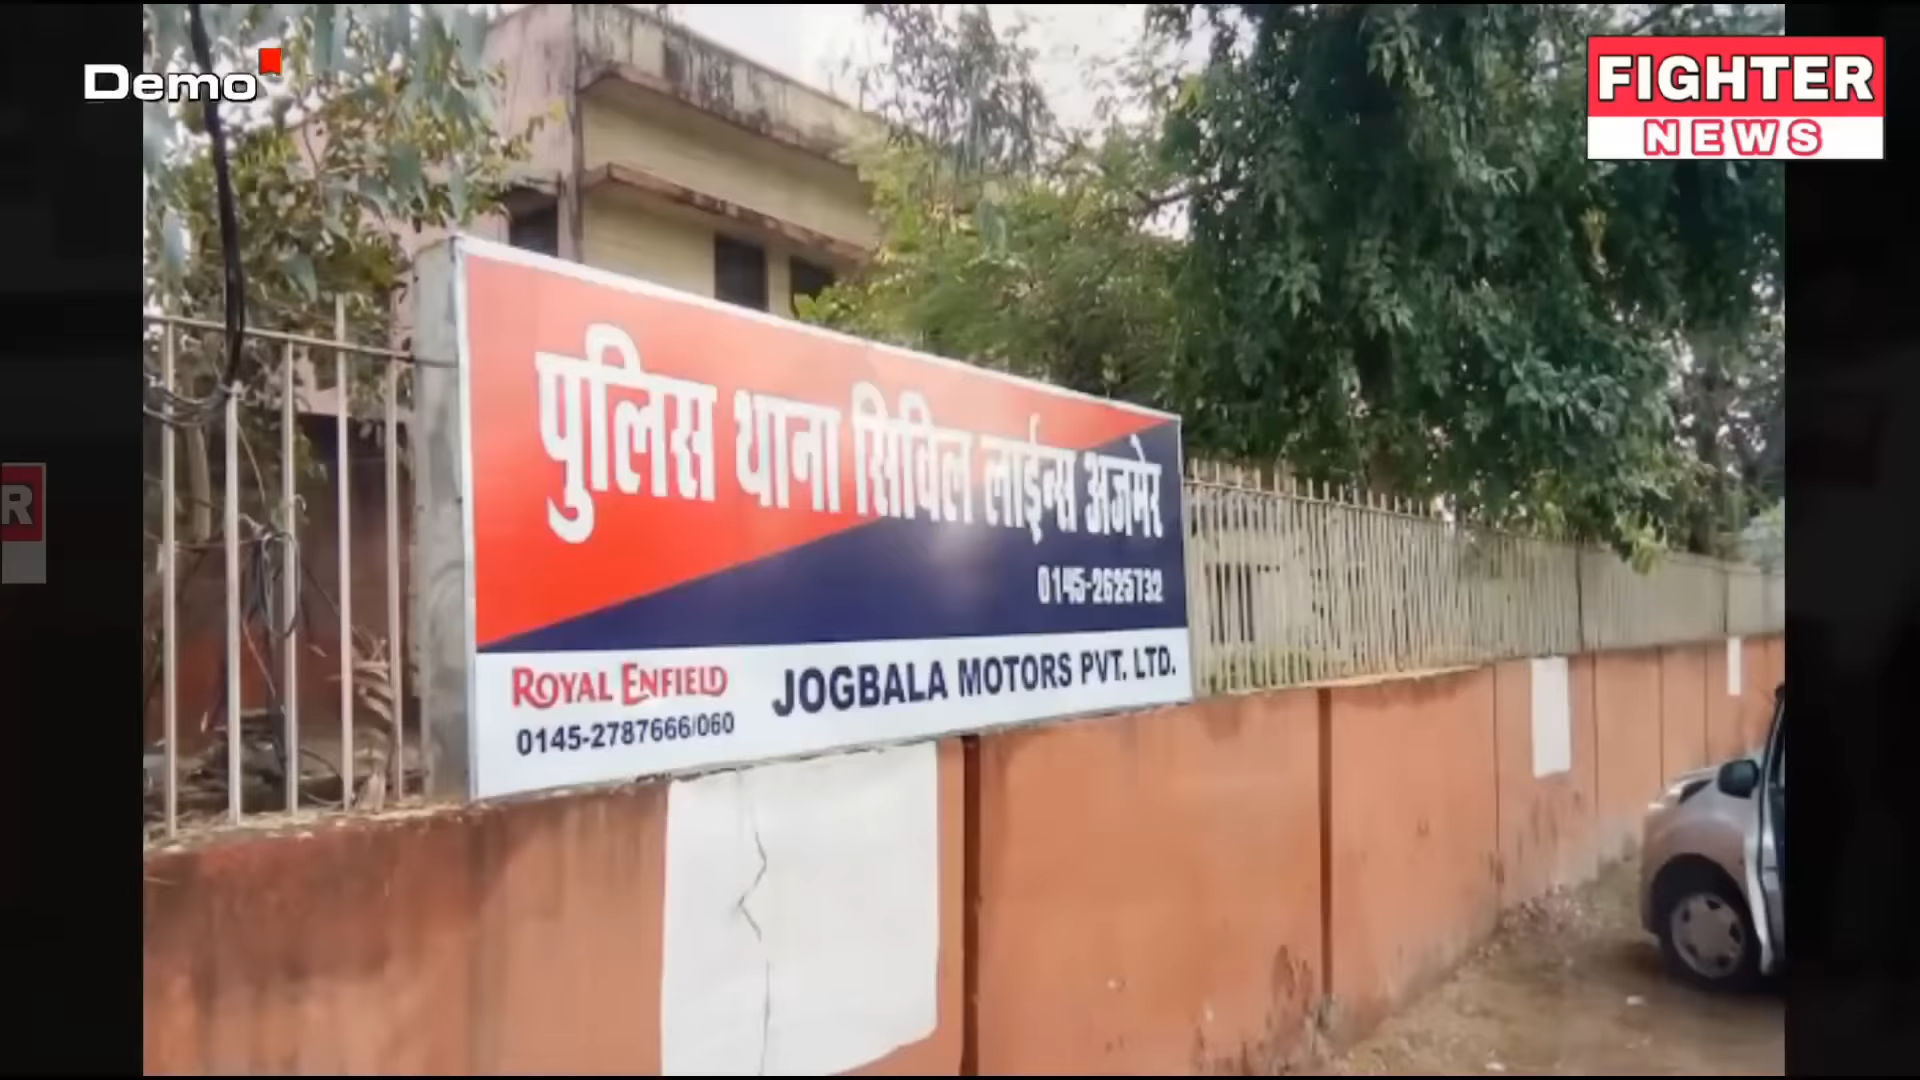 Demo
FIGHTER
NEWS
R
पुलिस थाना सिविल लाईन्स अजमेर
0145-2625732
ROYAL ENFIELD
0145-2787666/060
JOGBALA MOTORS PVT. LTD.